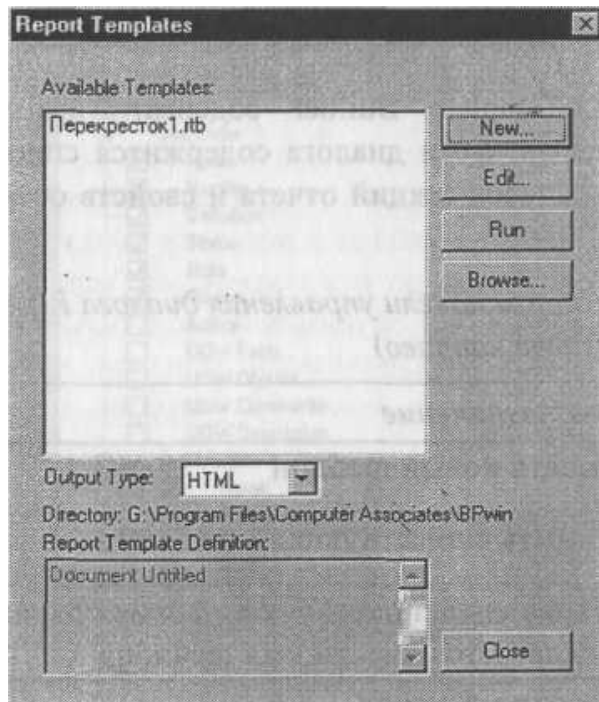 Report Templates
Available Templates:
Перекресток1.rtb
New...
Edit...
Run
Browse...
Output Type: HTML
Directory: G:\Program Files\Computer Associates\BPwin
Report Template Definition:
Document Untitled
Close